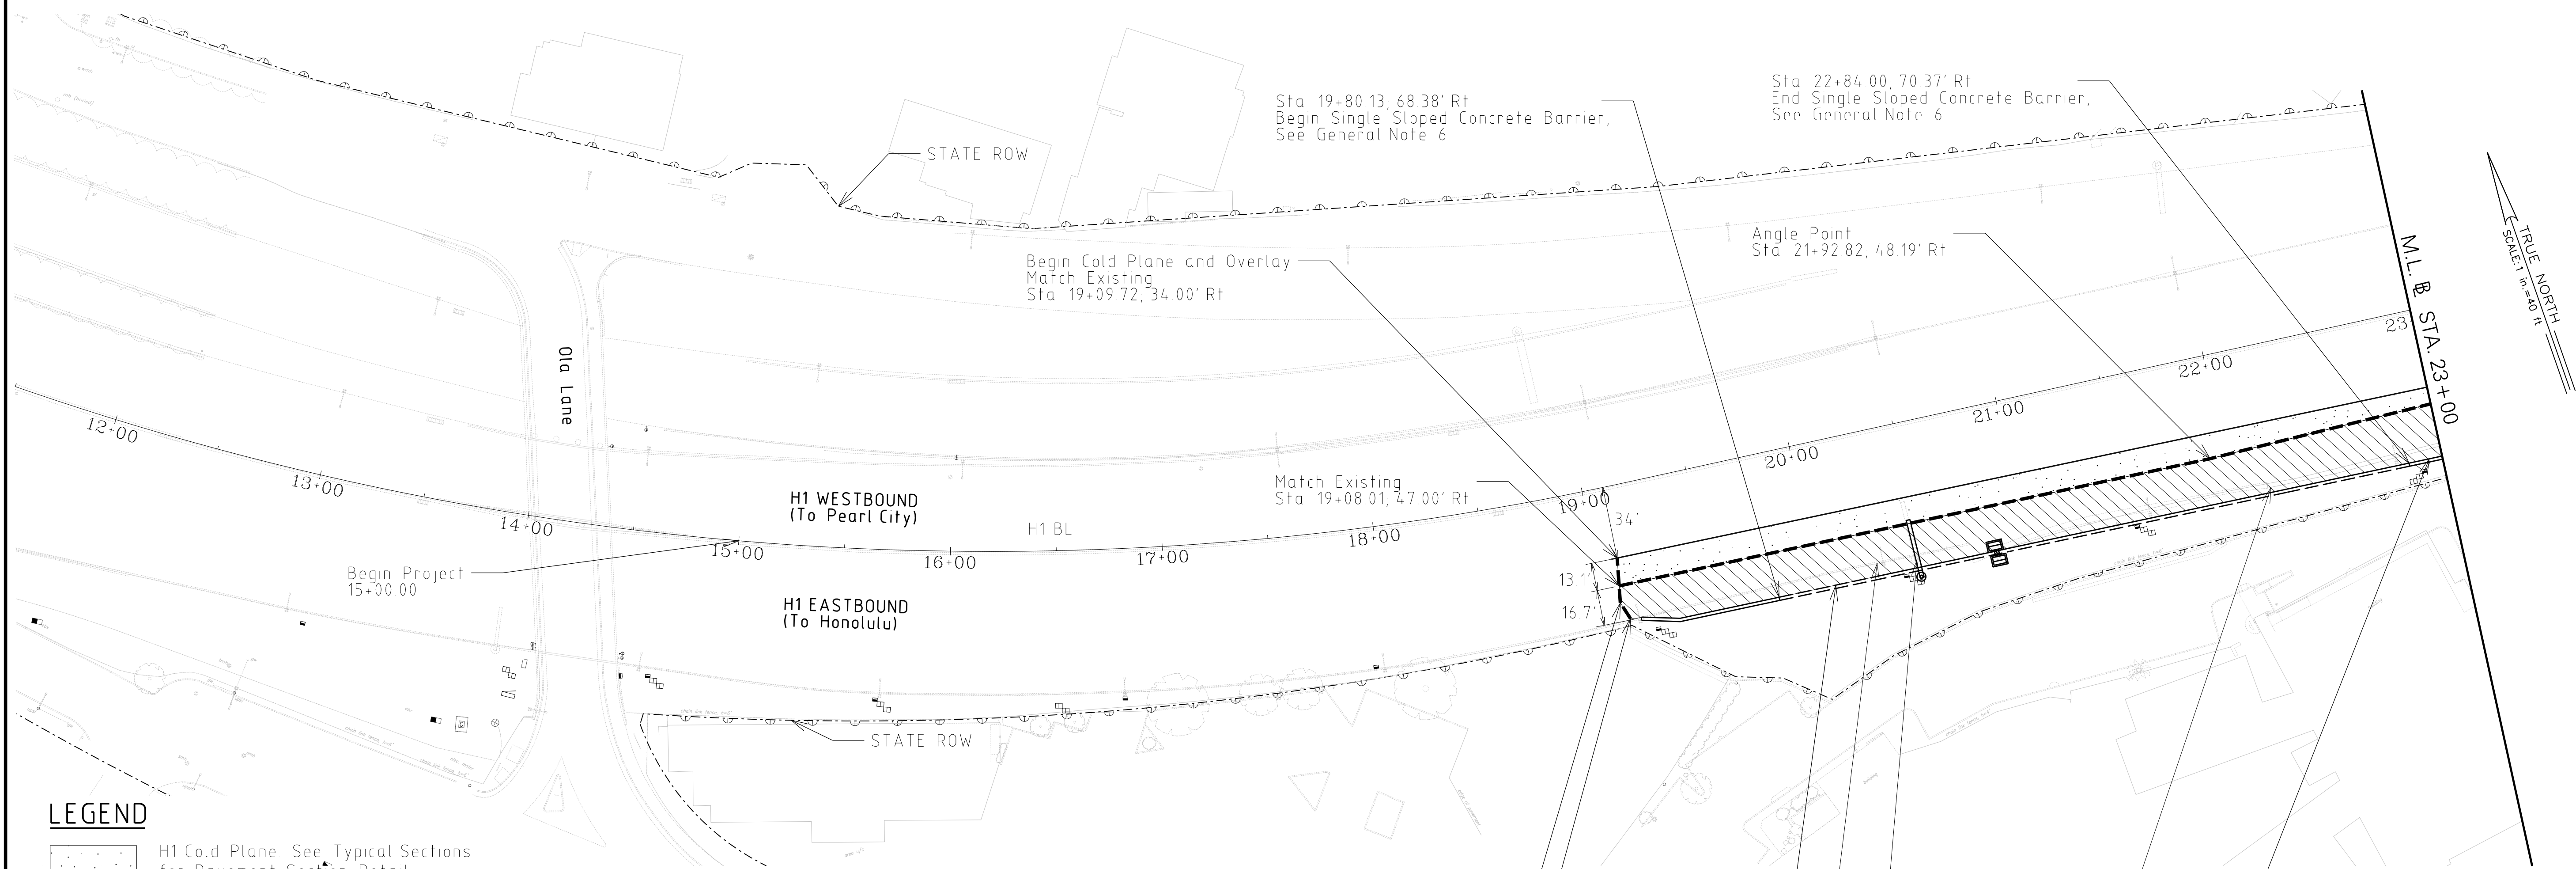 Sta 19+80 13, 68 38' Rt
Begin Single Sloped Concrete Barrier,
See General Note 6
Sta 22+84 00, 70 37' Rt
End Single Sloped Concrete Barrier,
See General Note 6
STATE ROW
Begin Cold Plane and Overlay
Match Existing
Sta 19+09 72, 34 00' Rt
Angle Point
Sta 21+92 82, 48 19' Rt
TRUE NORTH
SCALE: 1 in.=40 ft
M.L. BL STA. 23+00
Ola Lane
12+00
13+00
14+00
15+00
16+00
17+00
18+00
19+00
20+00
21+00
22+00
23
H1 WESTBOUND
(To Pearl City)
H1 BL
Match Existing
Sta 19+08 01, 47 00' Rt
34'
13 1'
16 7'
Begin Project
15+00 00
H1 EASTBOUND
(To Honolulu)
STATE ROW
LEGEND
H1 Cold Plane See Typical Sections
for Pavement Section Detail